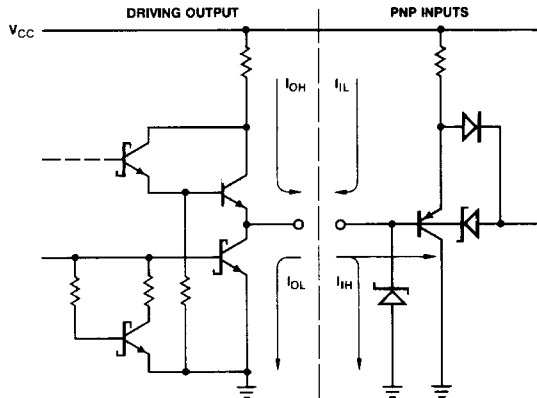 DRIVING OUTPUT
PNP INPUTS
VCC
IOH
IIL
IOL
IIH